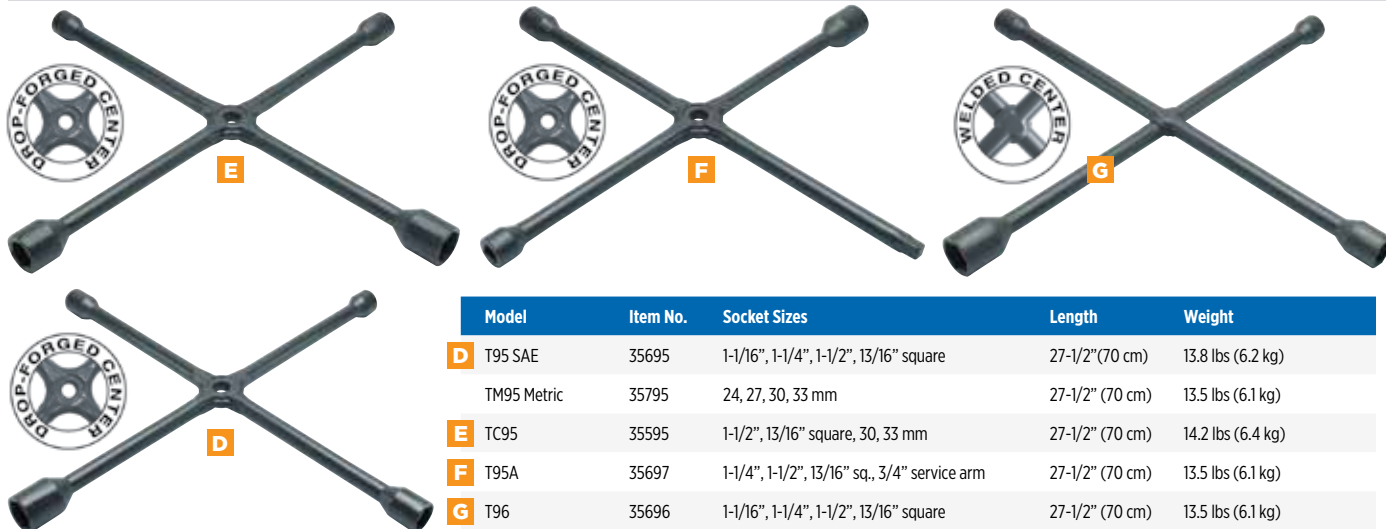 DROP-FORGED CENTER
E
DROP-FORGED CENTER
F
WELDED CENTER
G
DROP-FORGED CENTER
D
Model Item No. Socket Sizes Length Weight
D T95 SAE 35695 1-1/16”, 1-1/4”, 1-1/2”, 13/16” square 27-1/2”(70 cm) 13.8 lbs (6.2 kg)
TM95 Metric 35795 24, 27, 30, 33 mm 27-1/2” (70 cm) 13.5 lbs (6.1 kg)
E TC95 35595 1-1/2”, 13/16” square, 30, 33 mm 27-1/2” (70 cm) 14.2 lbs (6.4 kg)
F T95A 35697 1-1/4”, 1-1/2”, 13/16” sq., 3/4” service arm 27-1/2” (70 cm) 13.5 lbs (6.1 kg)
G T96 35696 1-1/16”, 1-1/4”, 1-1/2”, 13/16” square 27-1/2” (70 cm) 13.5 lbs (6.1 kg)